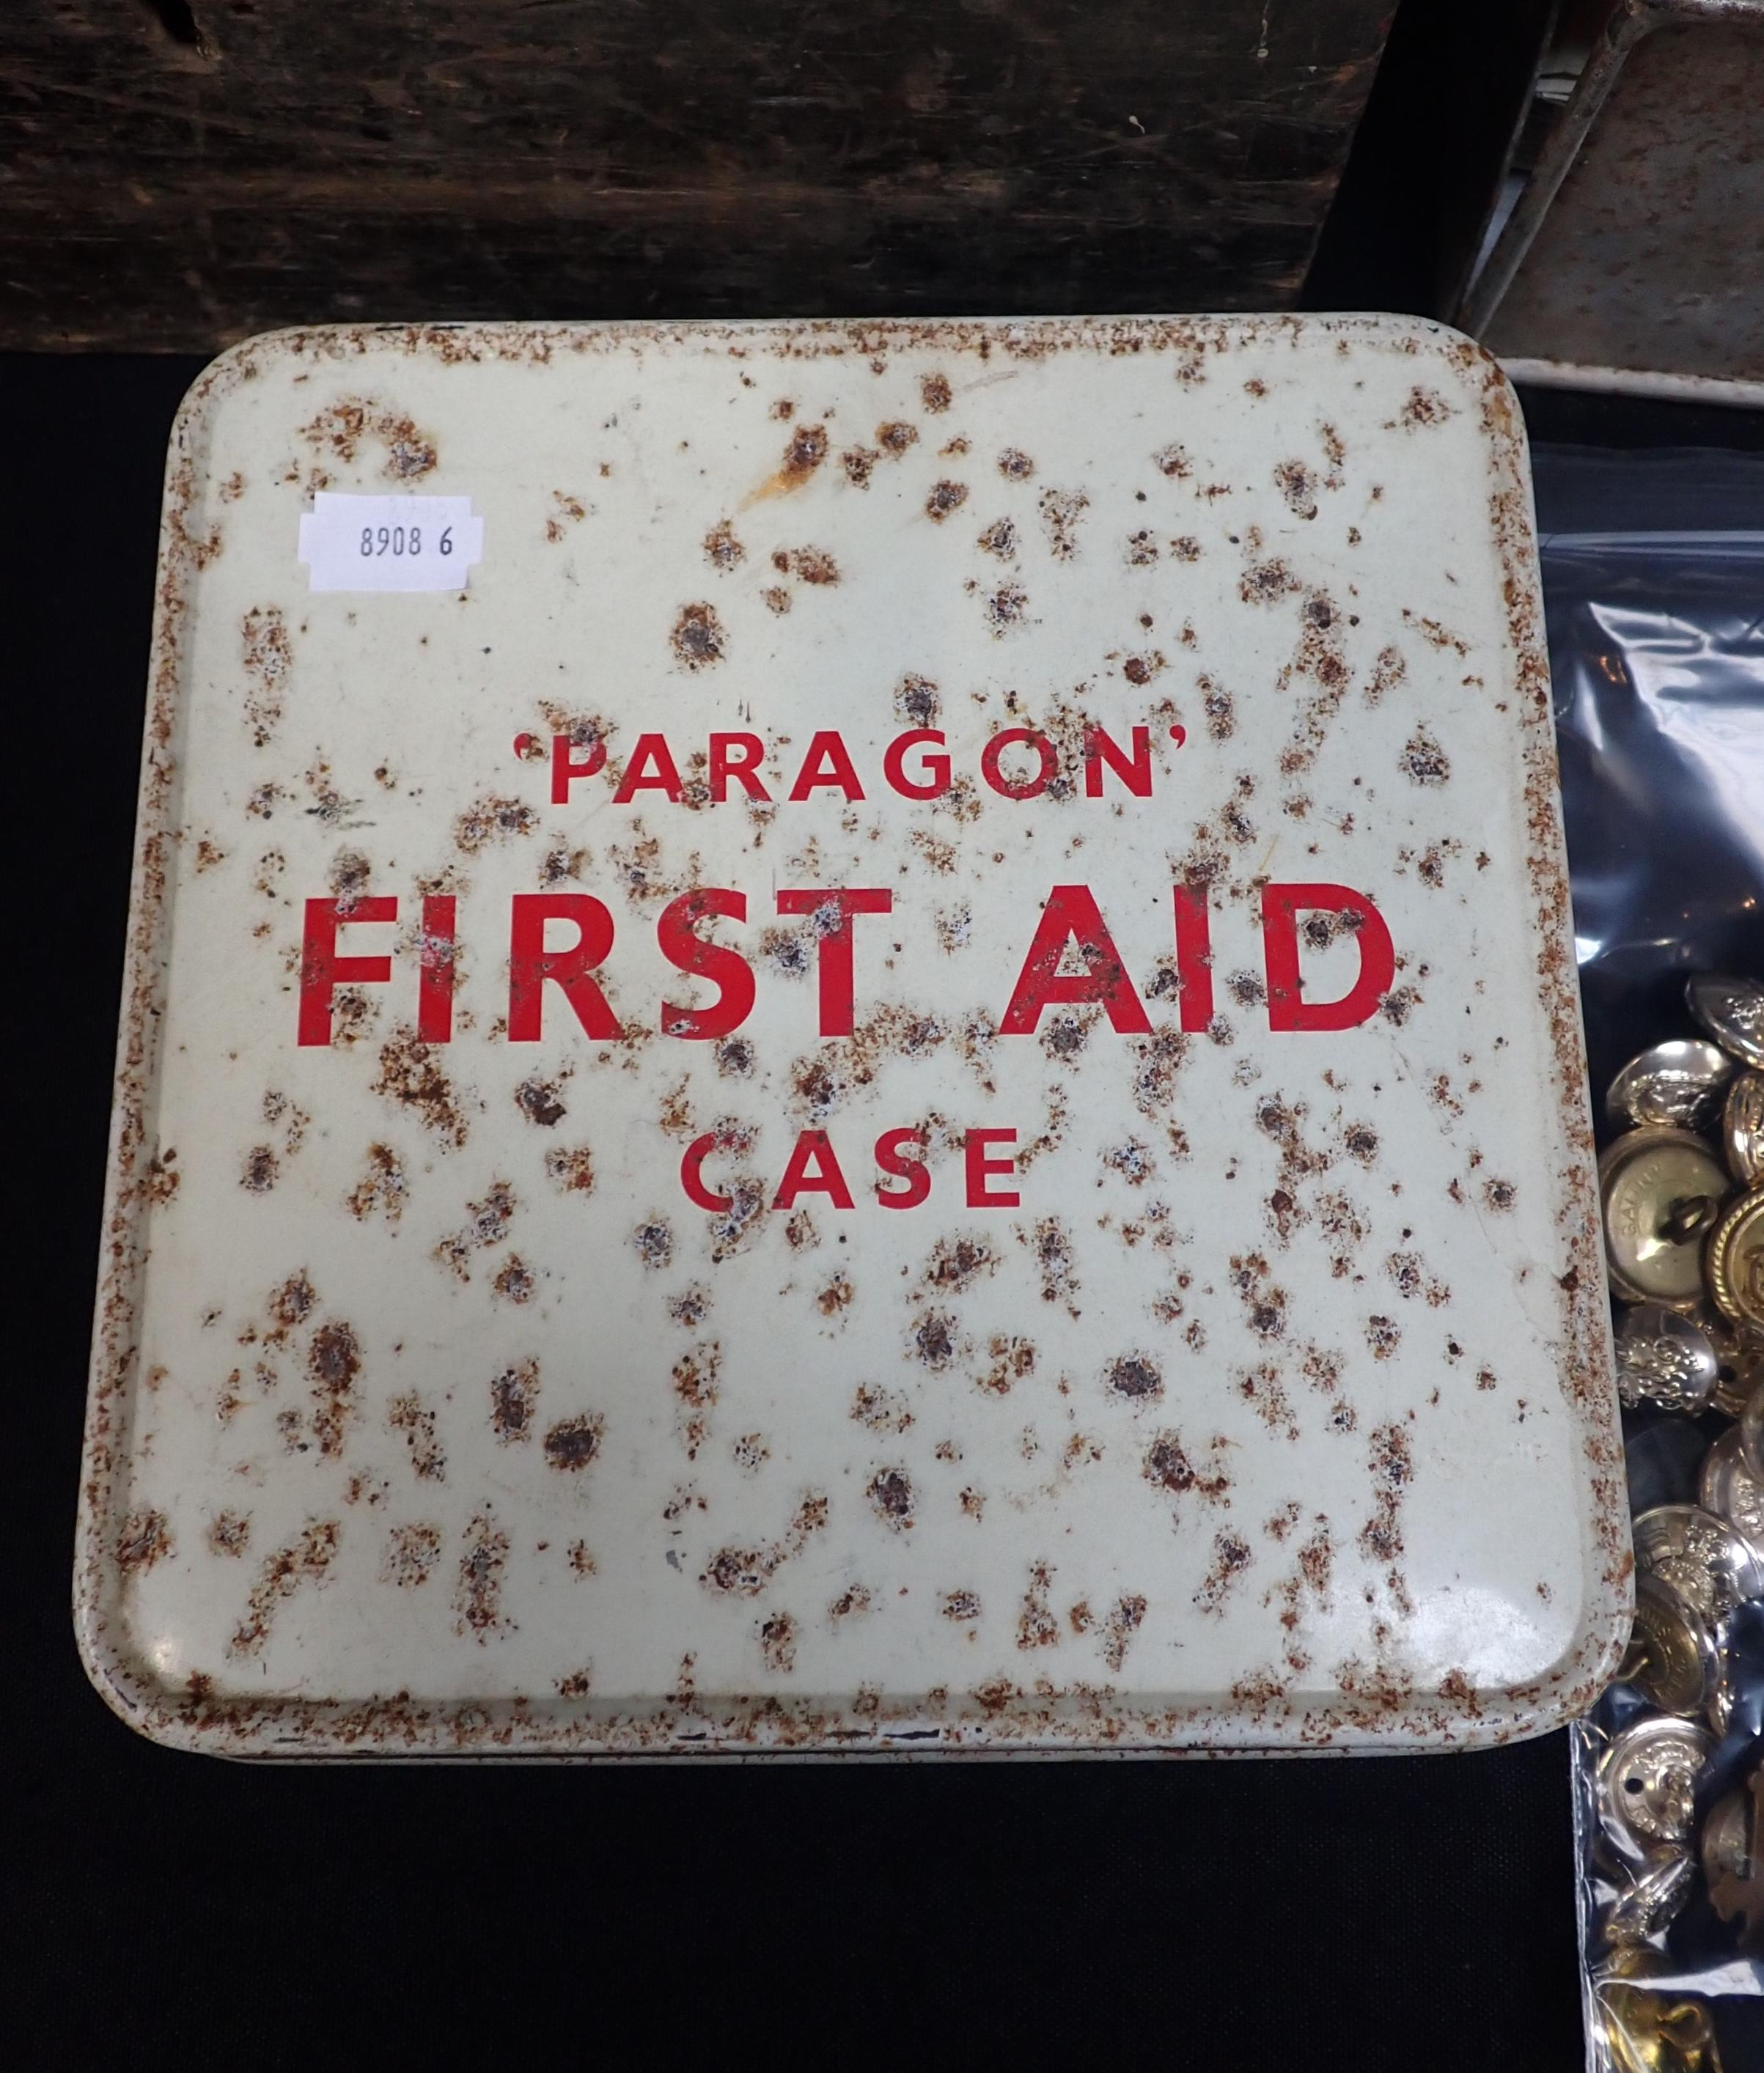 8908 6
‘PARAGON’
FIRST AID
CASE